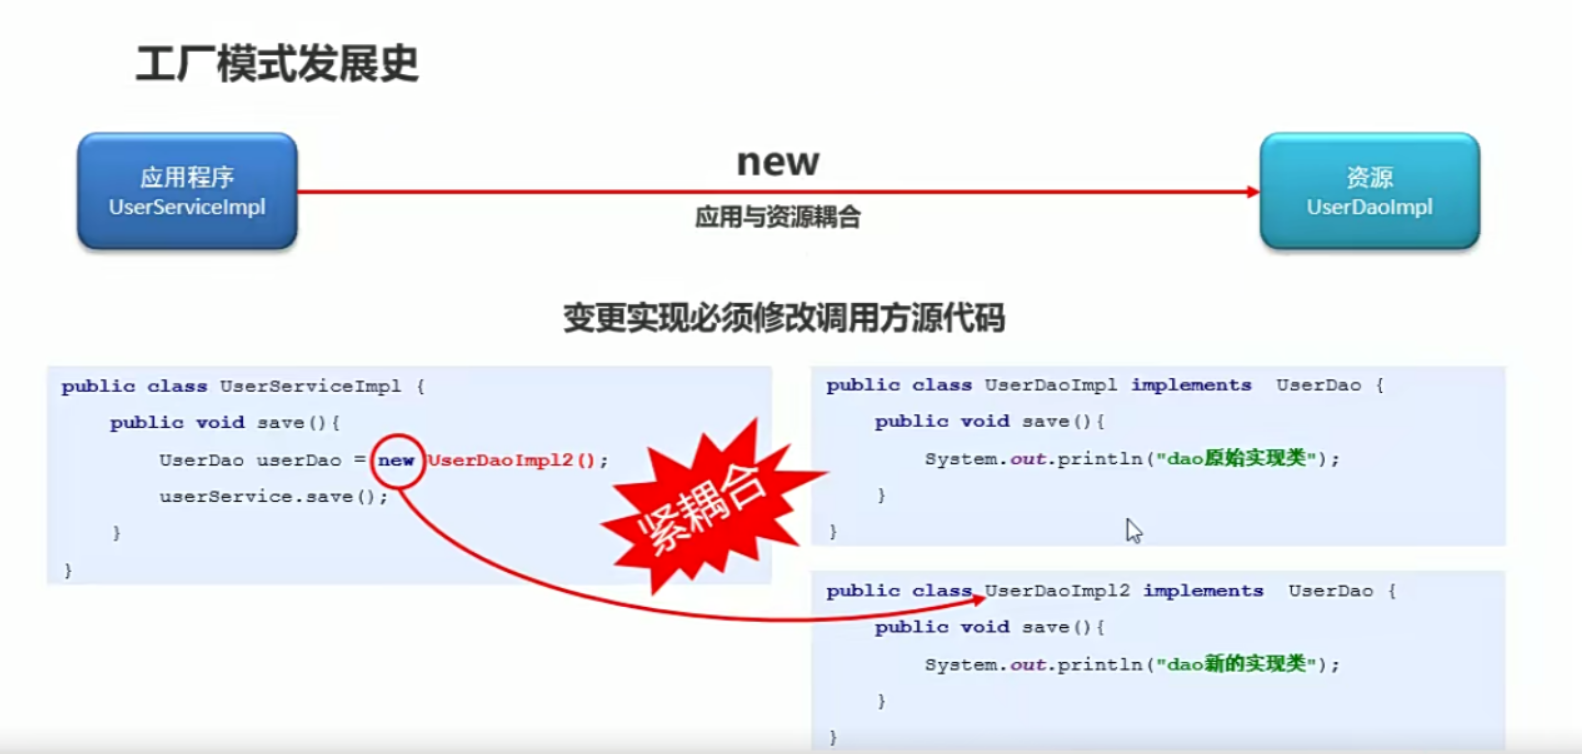 工厂模式发展史
应用程序
UserServiceImpl
new
应用与资源耦合
资源
UserDaoImpl
变更实现必须修改调用方源代码
public class UserServiceImpl {
public void save(){
UserDao userDao = new UserDaoImpl2();
userService.save();
}
}
紧耦合
public class UserDaoImpl implements UserDao {
public void save(){
System.out.println("dao原始实现类");
}
}
public class UserDaoImpl2 implements UserDao {
public void save(){
System.out.println("dao新的实现类");
}
}